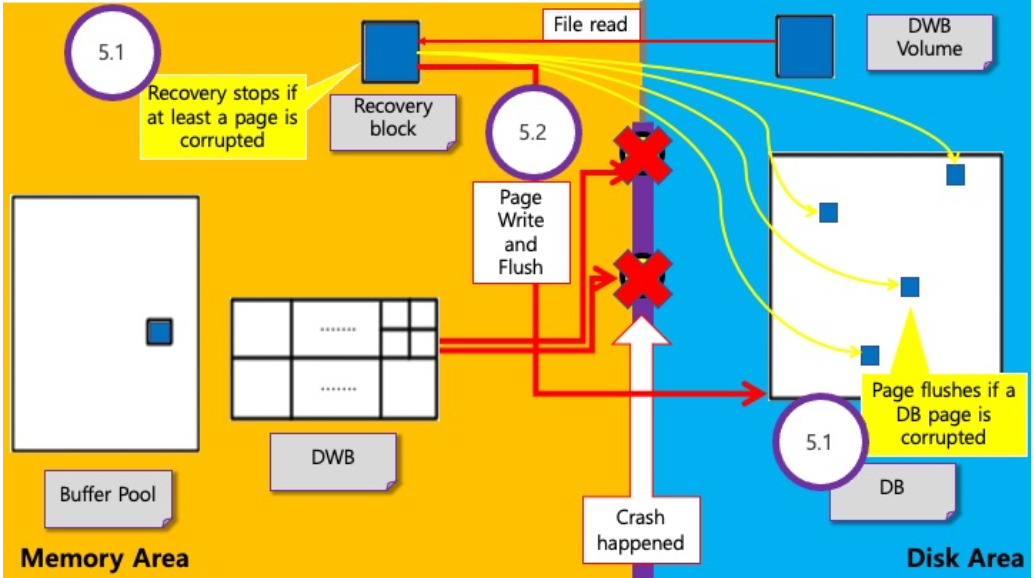 5.1
File read
DWB
Volume
Recovery stops if
at least a page is
corrupted
Recovery
block
5.2
Page
Write
and
Flush
.......
.......
Page flushes if a
DB page is
corrupted
5.1
DWB
Buffer Pool
DB
Crash
happened
Memory Area
Disk Area